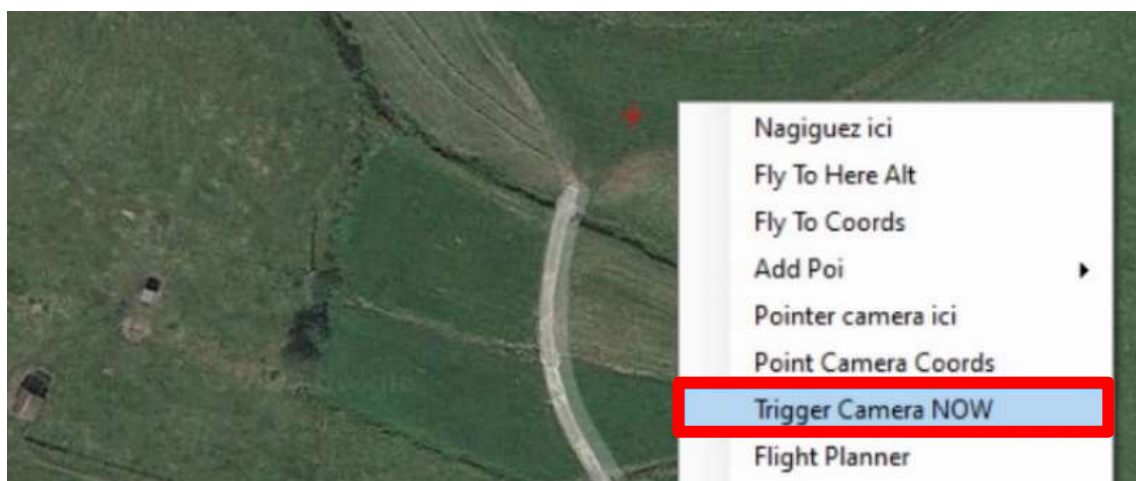 Nagiguez ici
Fly To Here Alt
Fly To Coords
Add Poi
Pointer camera ici
Point Camera Coords
Trigger Camera NOW
Flight Planner